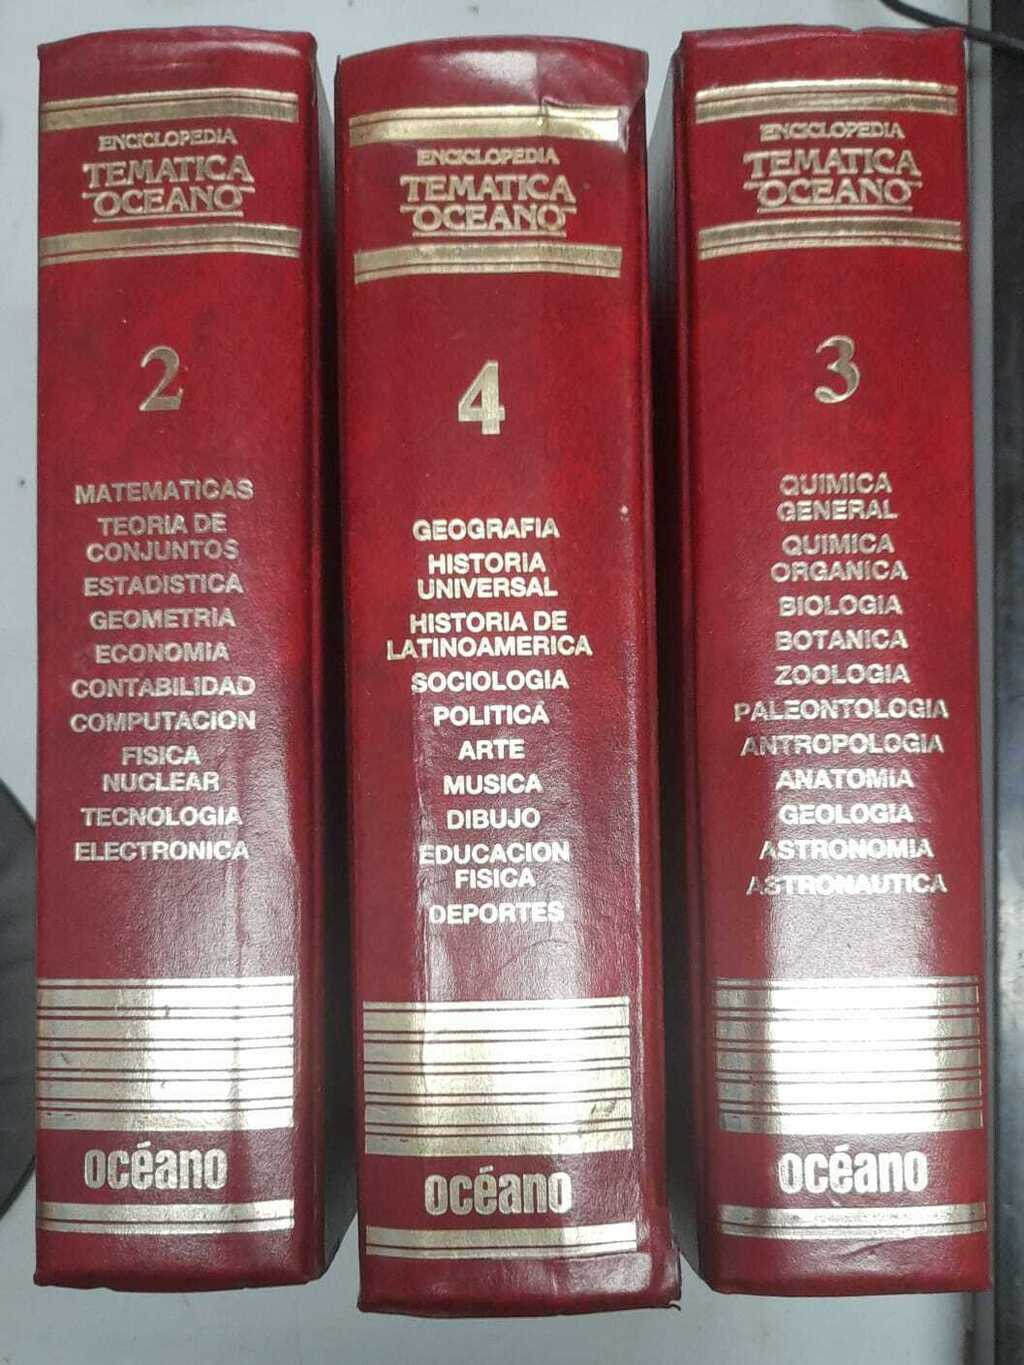 ENCICLOPEDIA
TEMATICA
OCEANO
2
MATEMATICAS
TEORIA DE
CONJUNTOS
ESTADISTICA
GEOMETRIA
ECONOMIA
CONTABILIDAD
COMPUTACION
FISICA
NUCLEAR
TECNOLOGIA
ELECTRONICA
océano
ENCICLOPEDIA
TEMATICA
OCEANO
4
GEOGRAFIA
HISTORIA
UNIVERSAL
HISTORIA DE
LATINOAMERICA
SOCIOLOGIA
POLITICA
ARTE
MUSICA
DIBUJO
EDUCACION
FISICA
DEPORTES
océano
ENCICLOPEDIA
TEMATICA
OCEANO
3
QUIMICA
GENERAL
QUIMICA
ORGANICA
BIOLOGIA
BOTANICA
ZOOLOGIA
PALEONTOLOGIA
ANTROPOLOGIA
ANATOMIA
GEOLOGIA
ASTRONOMIA
ASTRONAUTICA
océano